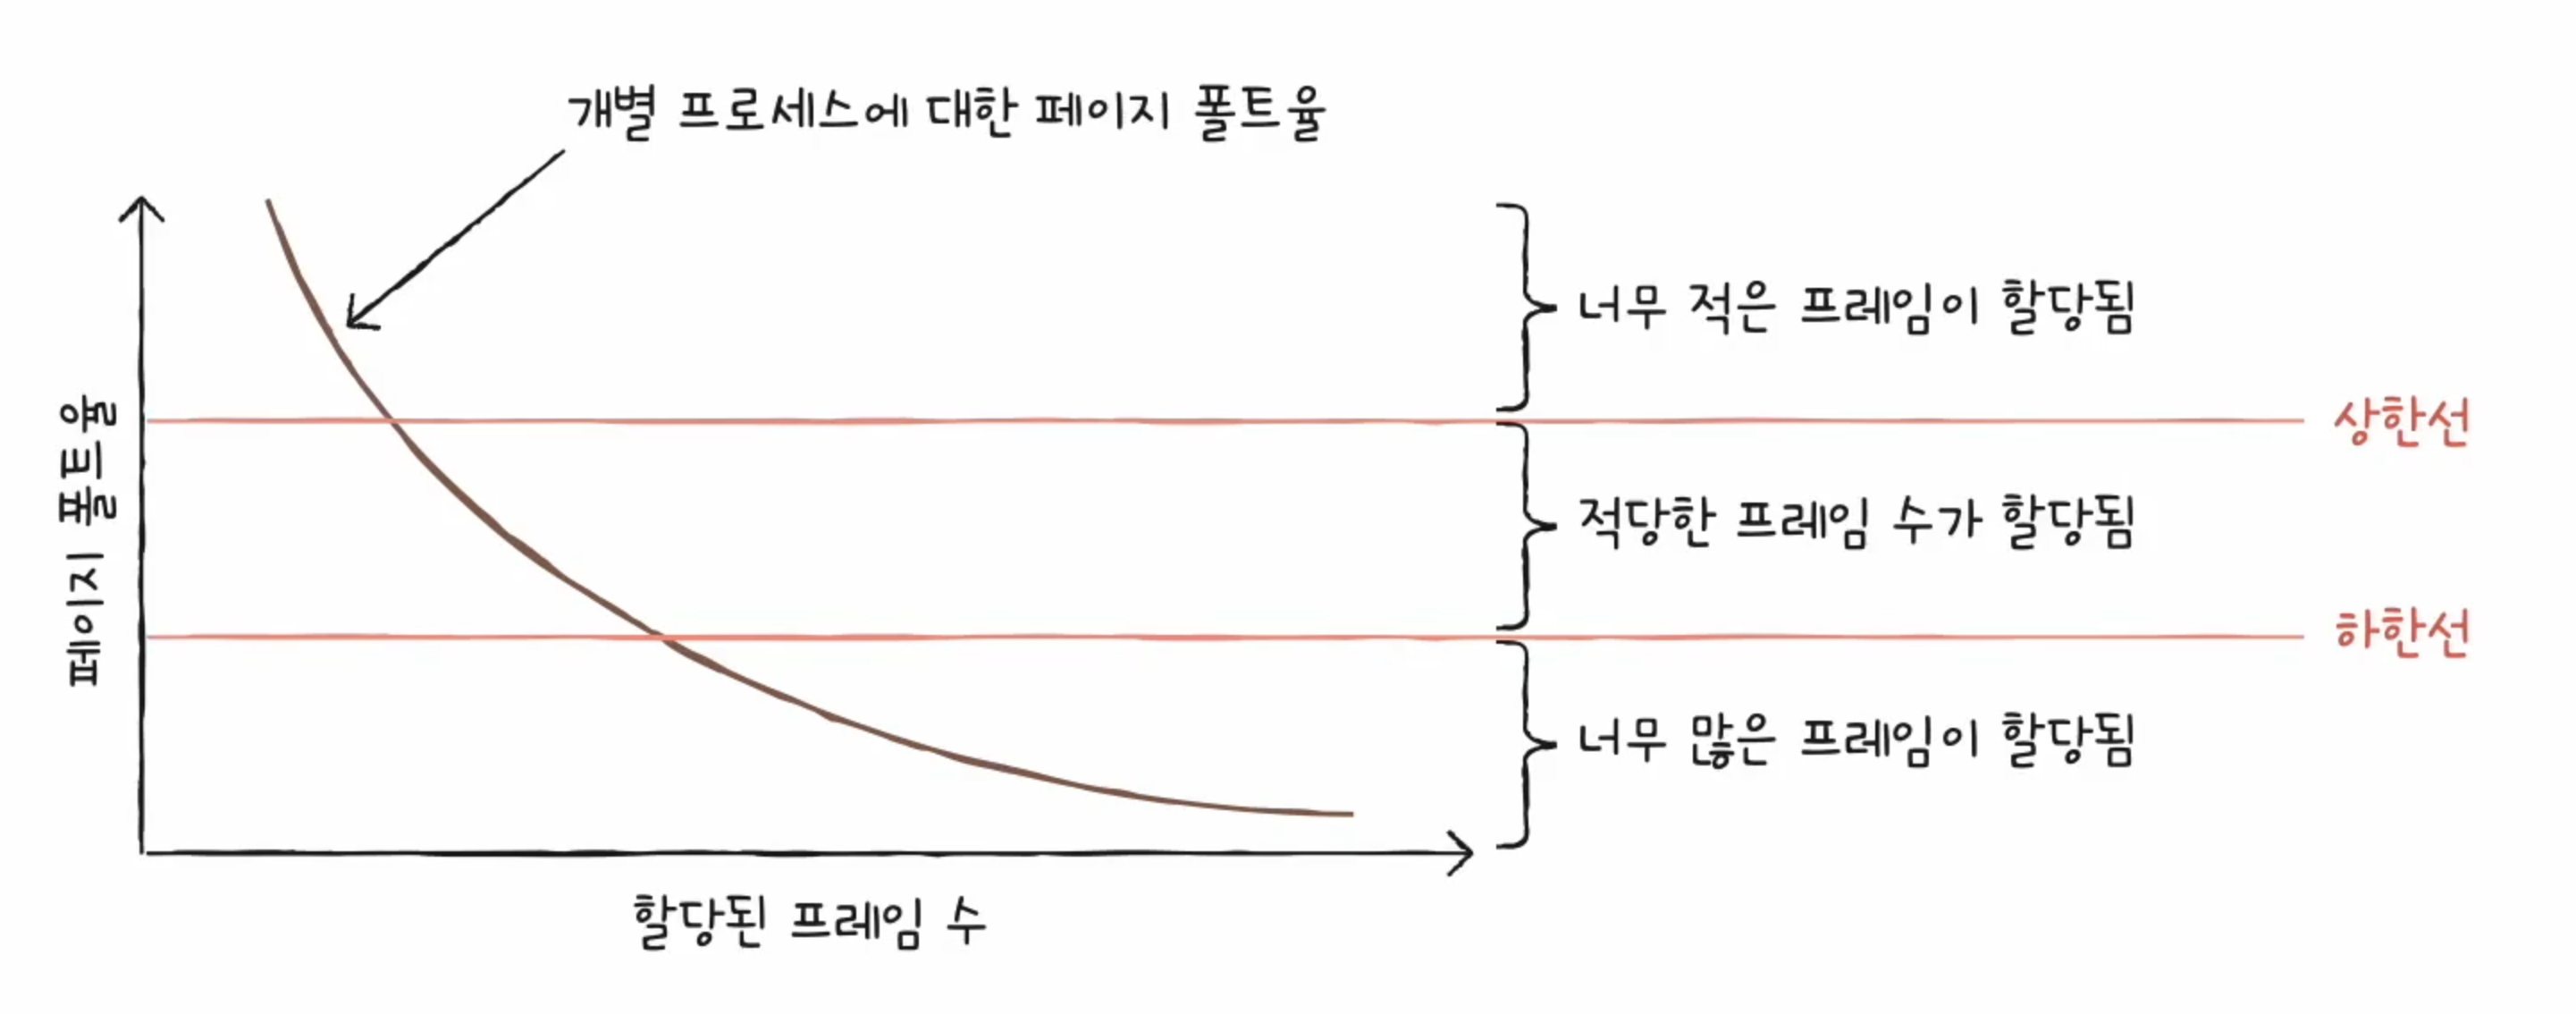 개별 프로세스에 대한 페이지 폴트율
너무 적은 프레임이 할당됨
상한선
페이지 폴트율
적당한 프레임 수가 할당됨
하한선
너무 많은 프레임이 할당됨
할당된 프레임 수